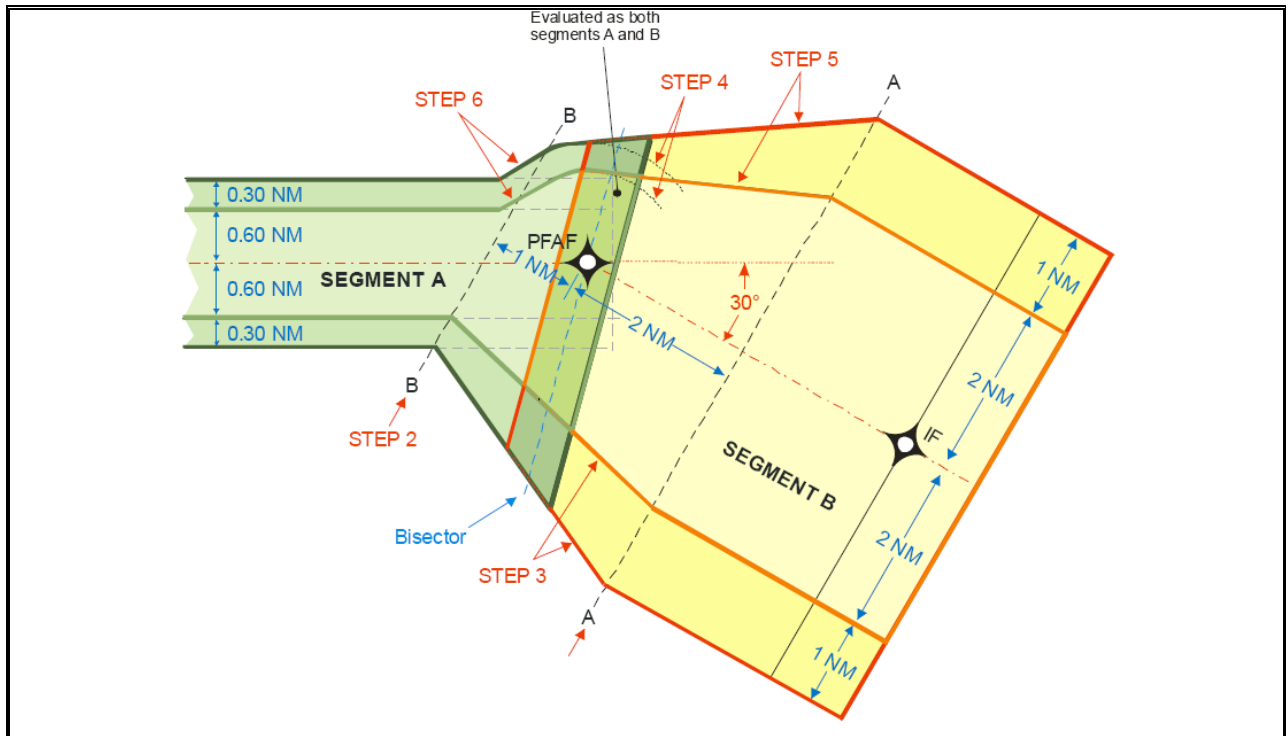 Evaluated as both
segments A and B
STEP 5
A
STEP 4
STEP 6
B
0.30 NM
0.60 NM
PFAF
1 NM
SEGMENT A
0.60 NM
30°
2 NM
0.30 NM
1 NM
2 NM
B
STEP 2
IF
SEGMENT B
2 NM
Bisector
STEP 3
A
1 NM